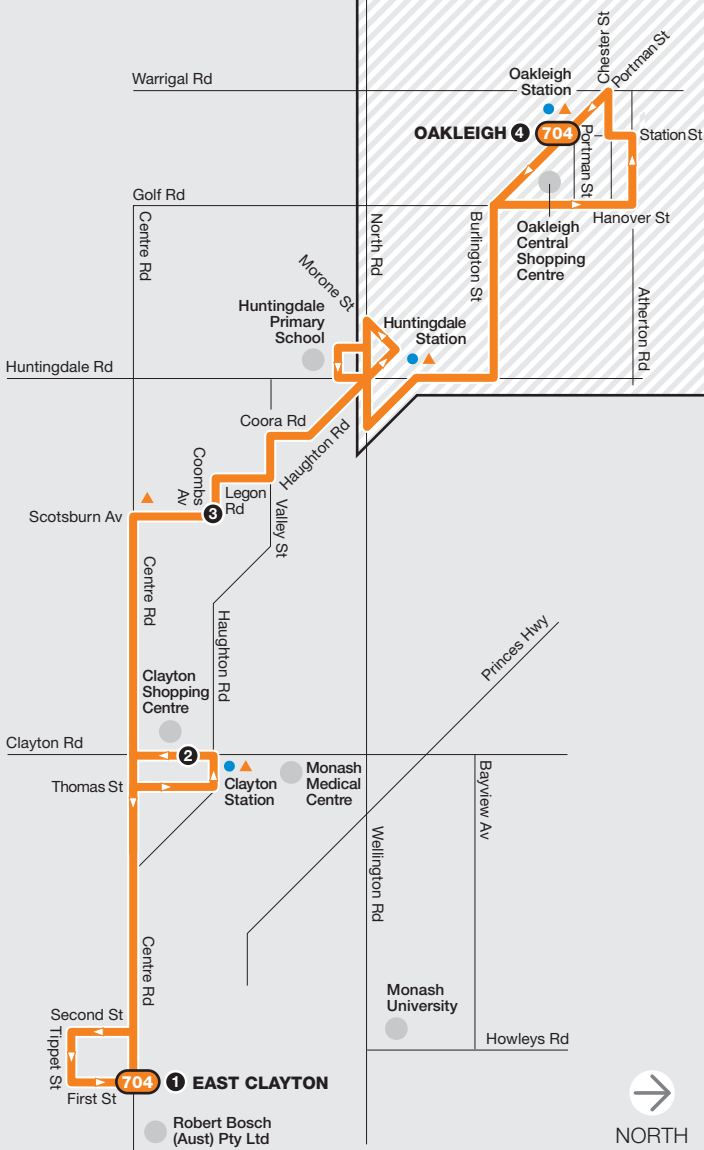 Chester St
Portman St
Warrigal Rd
Oakleigh
Station
OAKLEIGH 4 704
Portman St
Station St
Golf Rd
Hanover St
Centre Rd
North Rd
Burlington St
Oakleigh
Central
Shopping
Centre
Morone St
Atherton Rd
Huntingdale
Primary
School
Huntingdale
Station
Huntingdale Rd
Coora Rd
Haughton Rd
Coombs
Av
Legon
Rd
3
Scotsburn Av
Valley St
Centre Rd
Haughton Rd
Princes Hwy
Clayton
Shopping
Centre
Clayton Rd
2
Thomas St
Clayton
Station
Monash
Medical
Centre
Bayview Av
Wellington Rd
Centre Rd
Monash
University
Second St
Tippet St
Howleys Rd
704 1 EAST CLAYTON
First St
Robert Bosch
(Aust) Pty Ltd
NORTH